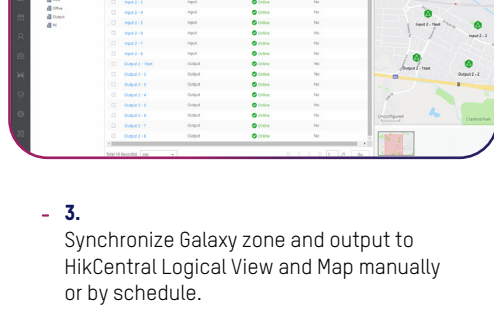 Office
PC
Input 2 - 3 Input Online No
Input 2 - 4 Input Online No
Input 2 - 5 Input Online No
Input 2 - 6 Input Online No
Input 2 - 7 Input Online No
Input 2 - 8 Input Online No
Output 2 - 1test Output Online No
Output 2 - 2 Output Online No
Output 2 - 3 Output Online No
Output 2 - 4 Output Online No
Output 2 - 5 Output Online No
Output 2 - 6 Output Online No
Output 2 - 7 Output Online No
Output 2 - 8 Output Online No
Input 2 - 1test
Input 2 - 2
Output 2 - 1test
Output 2 - 2
Unconfigured
Cranford Park
- 3.
Synchronize Galaxy zone and output to
HikCentral Logical View and Map manually
or by schedule.